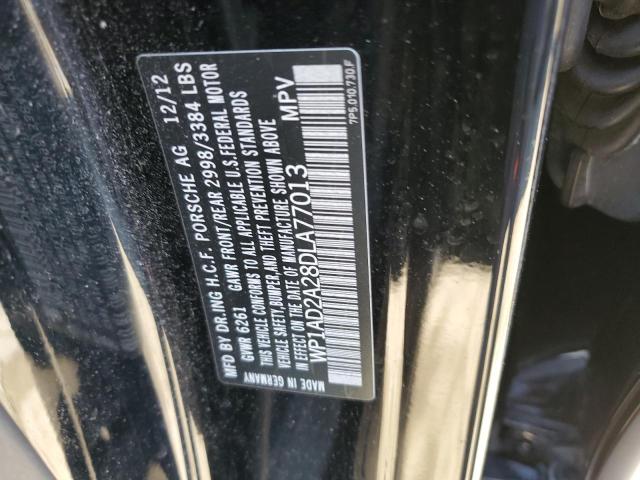 MFD BY DR.ING H.C.F. PORSCHE AG 12/12
GVWR 6261 GAWR FRONT/REAR 2998/3384 LBS
THIS VEHICLE CONFORMS TO ALL APPLICABLE U.S.FEDERAL MOTOR
VEHICLE SAFETY,BUMPER,AND THEFT PREVENTION STANDARDS
IN EFFECT ON THE DATE OF MANUFACTURE SHOWN ABOVE
WP1AD2A28DLA77013 MPV
MADE IN GERMANY
7P5.010.730.F